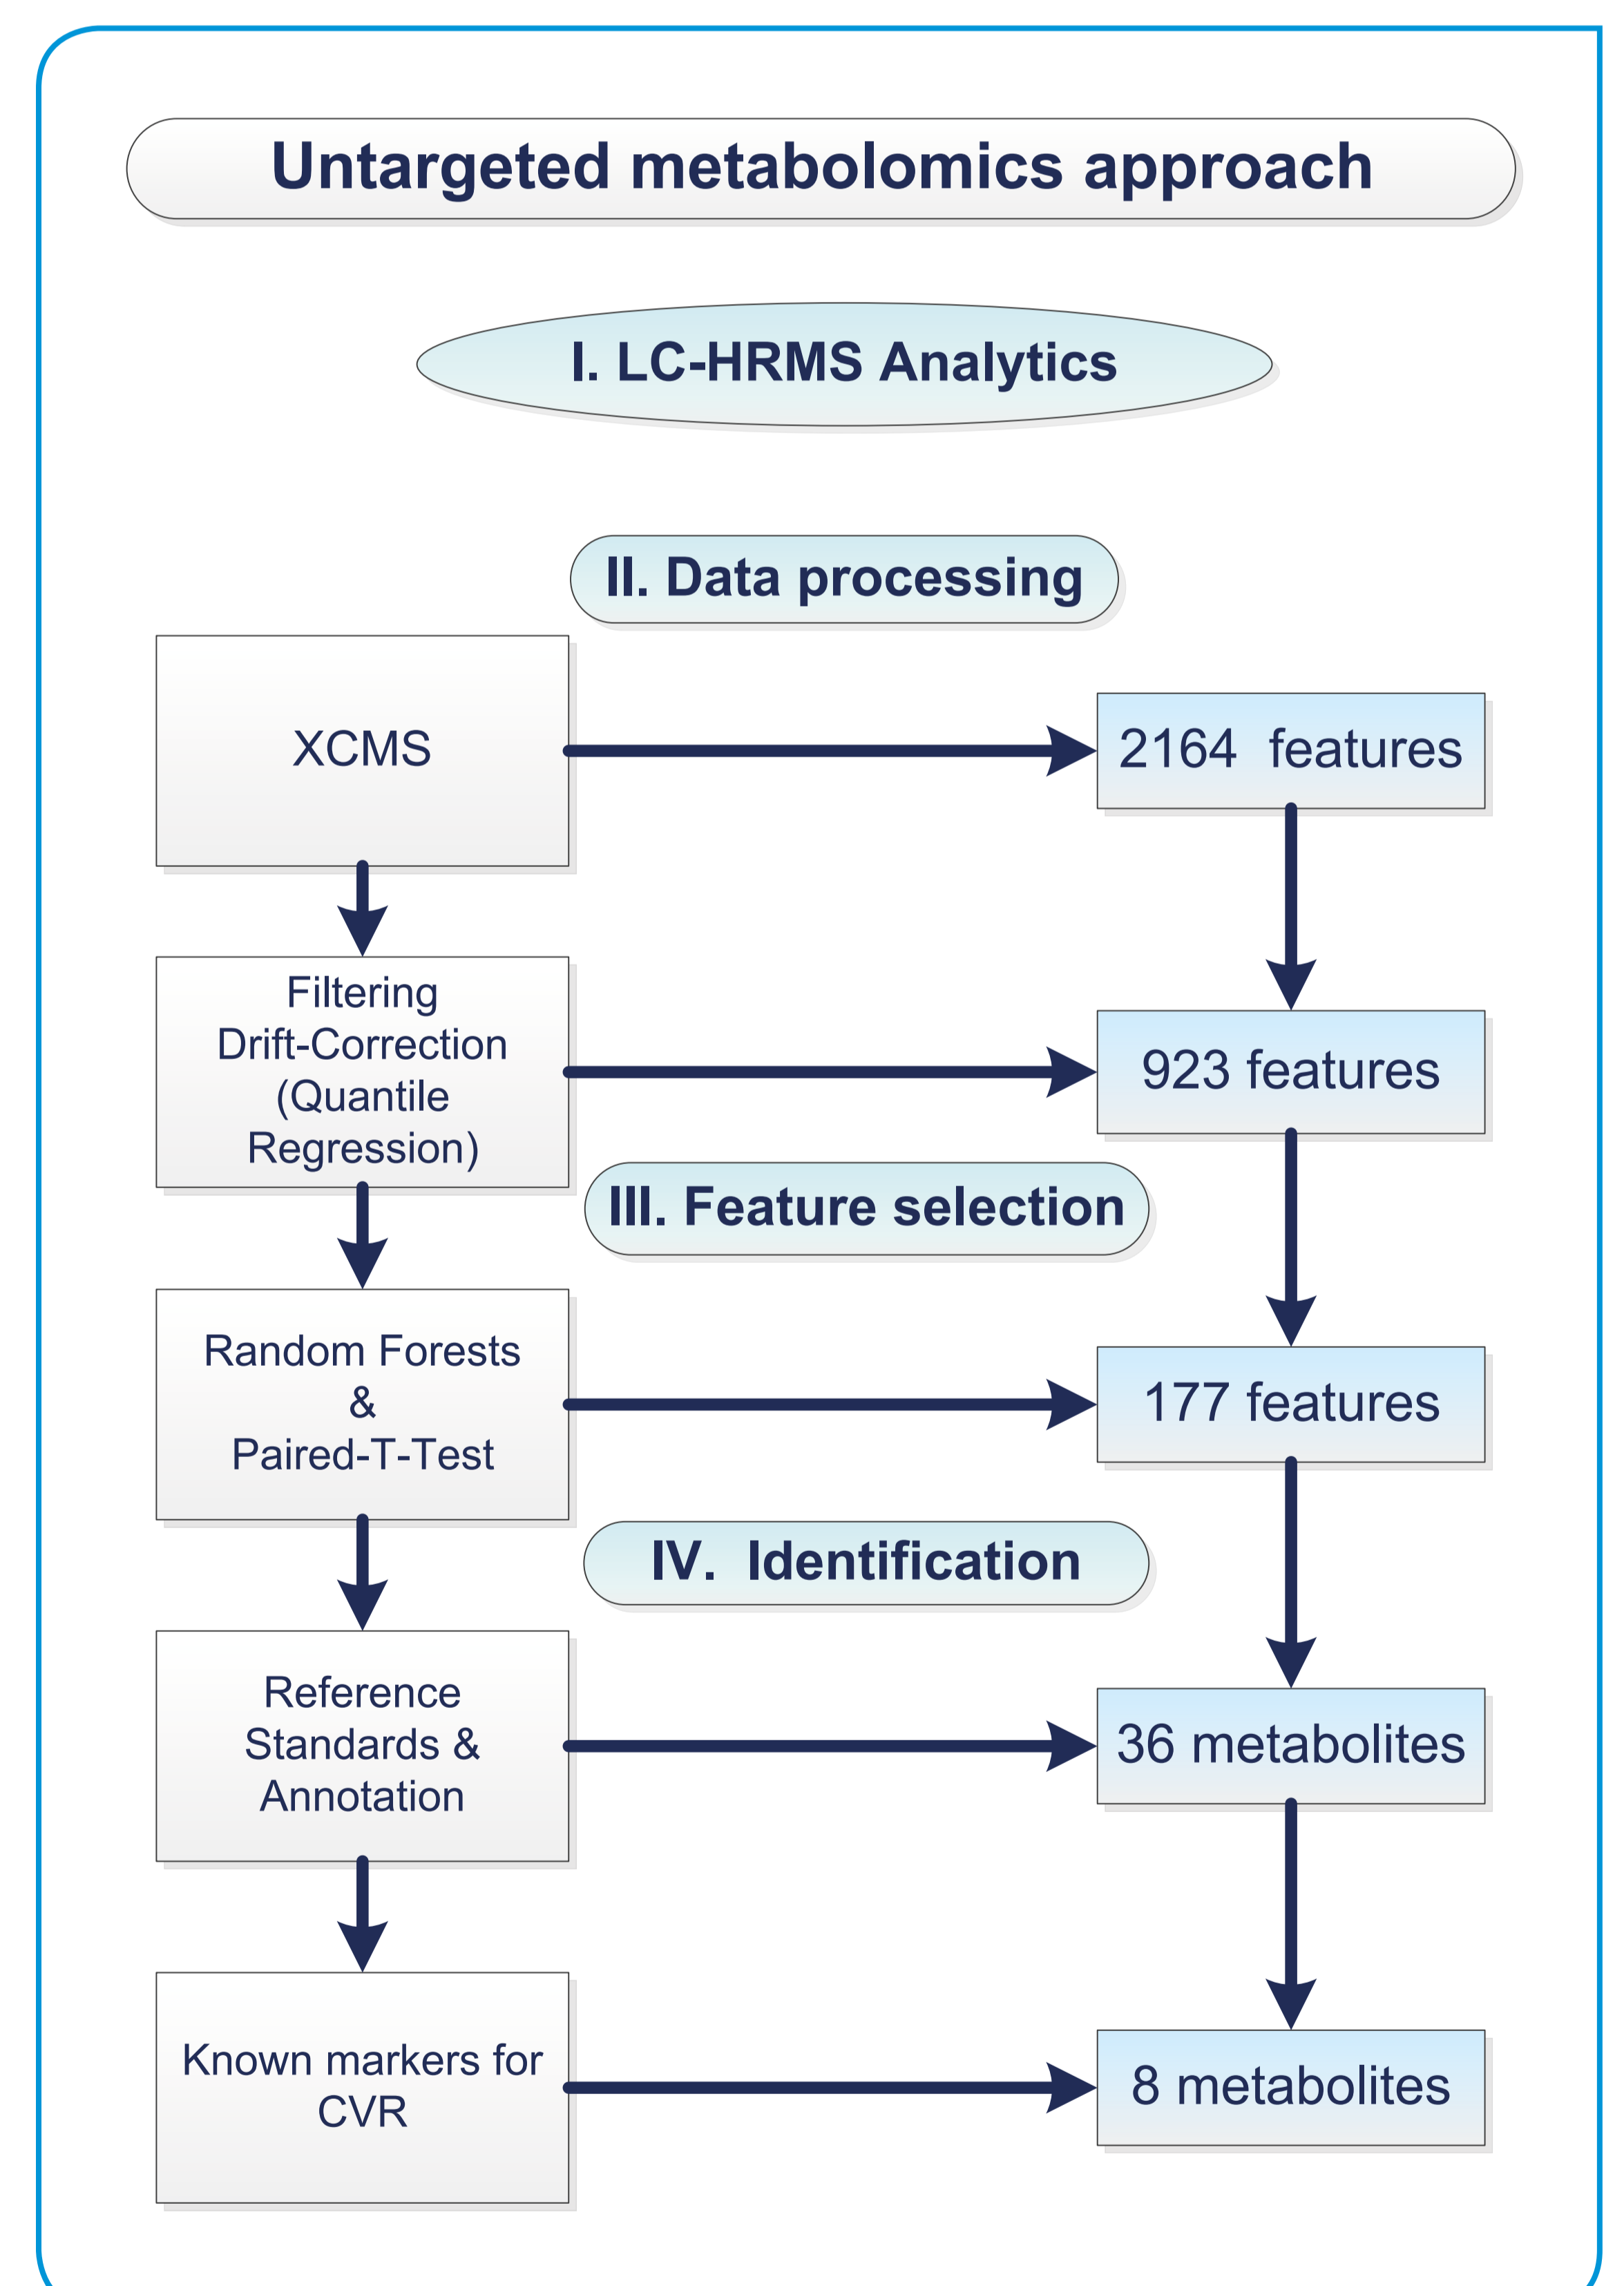 Untargeted metabolomics approach
I. LC-HRMS Analytics
II. Data processing
XCMS
2164 features
Filtering
Drift-Correction
(Quantile
Regression)
923 features
III. Feature selection
Random Forests
&
Paired-T-Test
177 features
IV. Identification
Reference
Standards &
Annotation
36 metabolites
Known markers for
CVR
8 metabolites